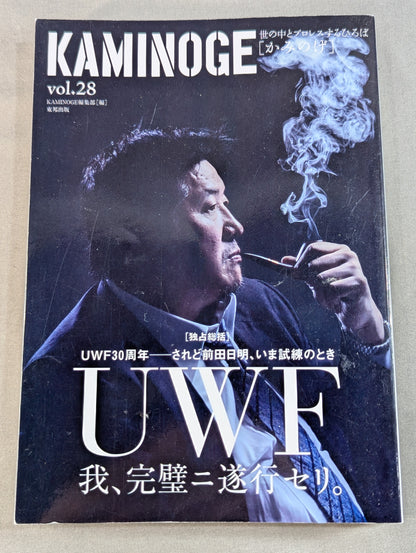 KAMINOGE
世の中とプロレスするひろば
[かみのげ]
vol.28
KAMINOGE編集部[編]
東邦出版
[独占総括]
UWF30周年——されど前田日明、いま試練のとき
UWF
我、完璧ニ遂行セリ。